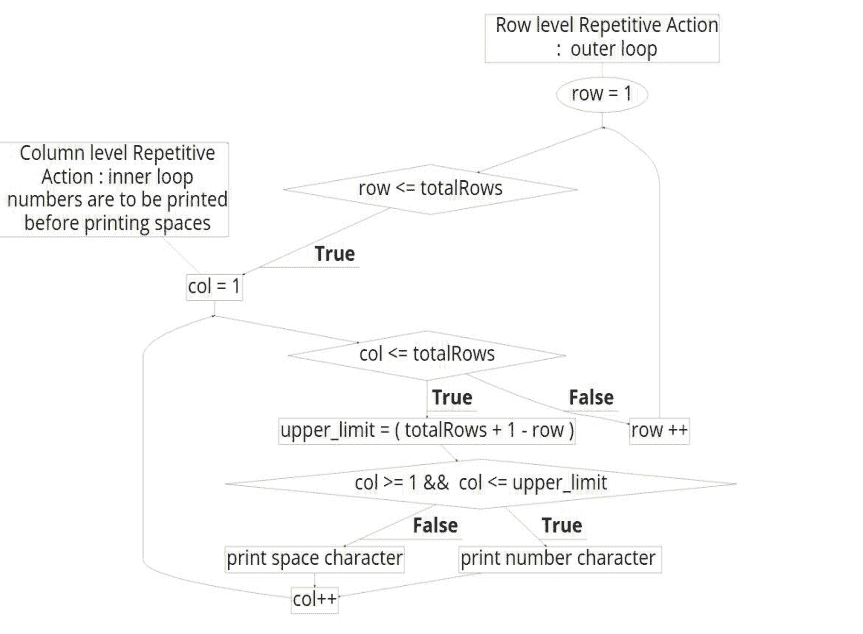 Row level Repetitive Action
: outer loop
row = 1
Column level Repetitive
Action : inner loop
numbers are to be printed
before printing spaces
row <= totalRows
True
col = 1
col <= totalRows
True
False
upper_limit = ( totalRows + 1 - row )
row ++
col >= 1 && col <= upper_limit
False
True
print space character
print number character
col++